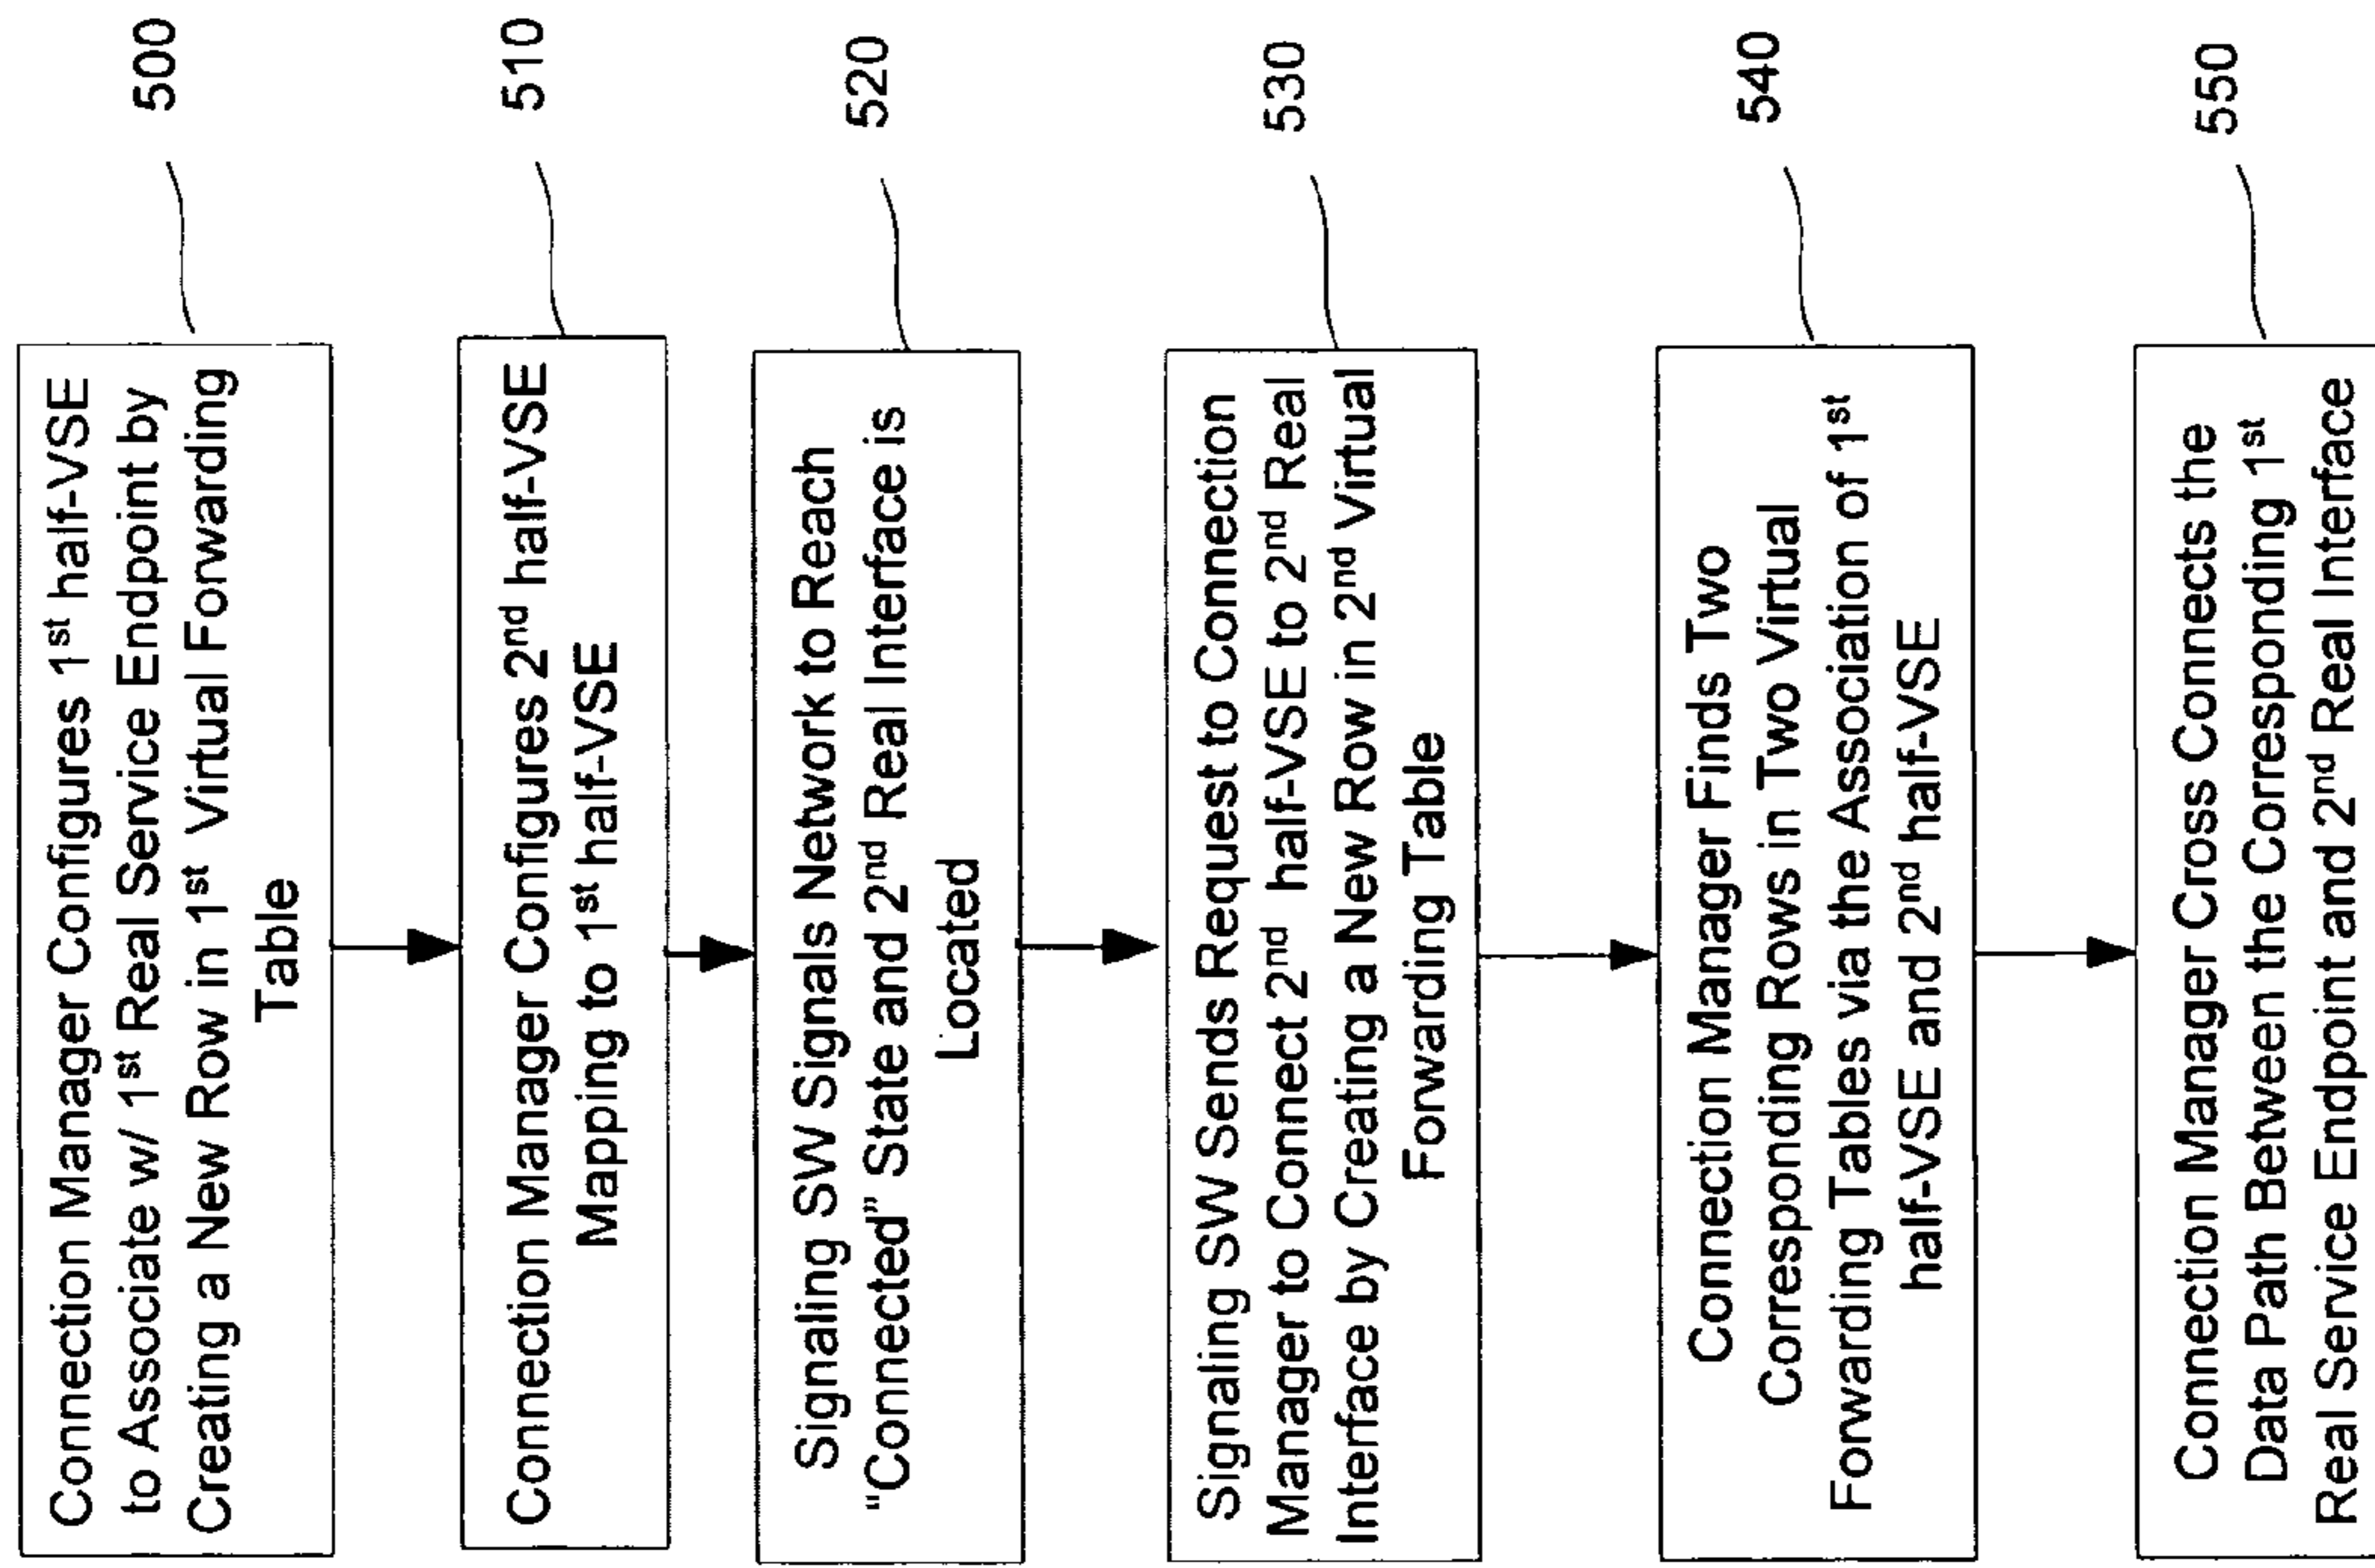 Connection Manager Configures 1st half-VSE
to Associate w/ 1st Real Service Endpoint by
Creating a New Row in 1st Virtual Forwarding
Table
500
Connection Manager Configures 2nd half-VSE
Mapping to 1st half-VSE
510
Signaling SW Signals Network to Reach
"Connected" State and 2nd Real Interface is
Located
520
Signaling SW Sends Request to Connection
Manager to Connect 2nd half-VSE to 2nd Real
Interface by Creating a New Row in 2nd Virtual
Forwarding Table
530
Connection Manager Finds Two
Corresponding Rows in Two Virtual
Forwarding Tables via the Association of 1st
half-VSE and 2nd half-VSE
540
Connection Manager Cross Connects the
Data Path Between the Corresponding 1st
Real Service Endpoint and 2nd Real Interface
550